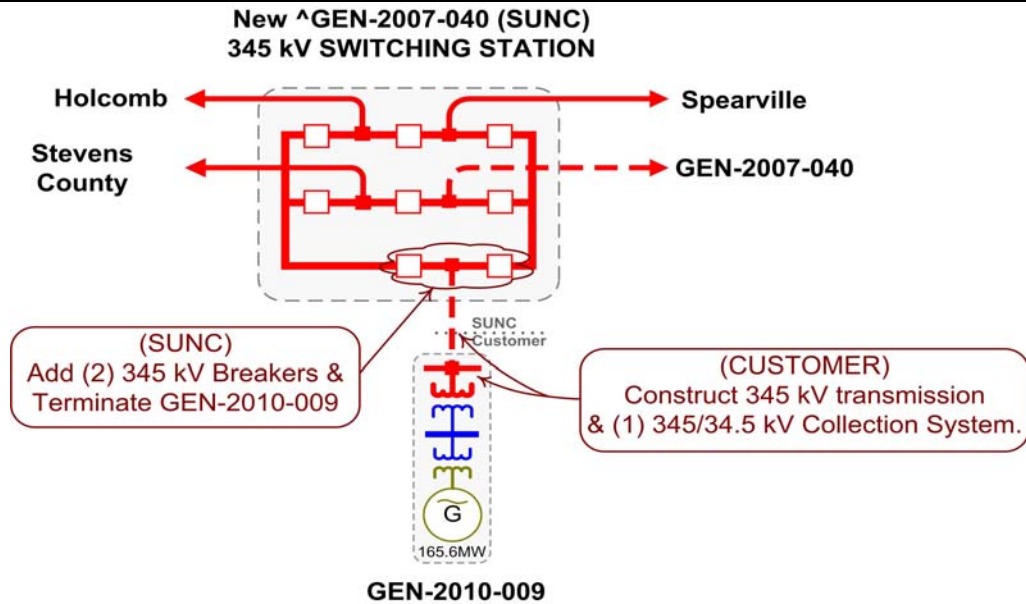 New ^GEN-2007-040 (SUNC)
345 kV SWITCHING STATION
Holcomb
Spearville
Stevens
County
GEN-2007-040
SUNC
Customer
(SUNC)
Add (2) 345 kV Breakers &
Terminate GEN-2010-009
(CUSTOMER)
Construct 345 kV transmission
& (1) 345/34.5 kV Collection System.
G
165.6MW
GEN-2010-009